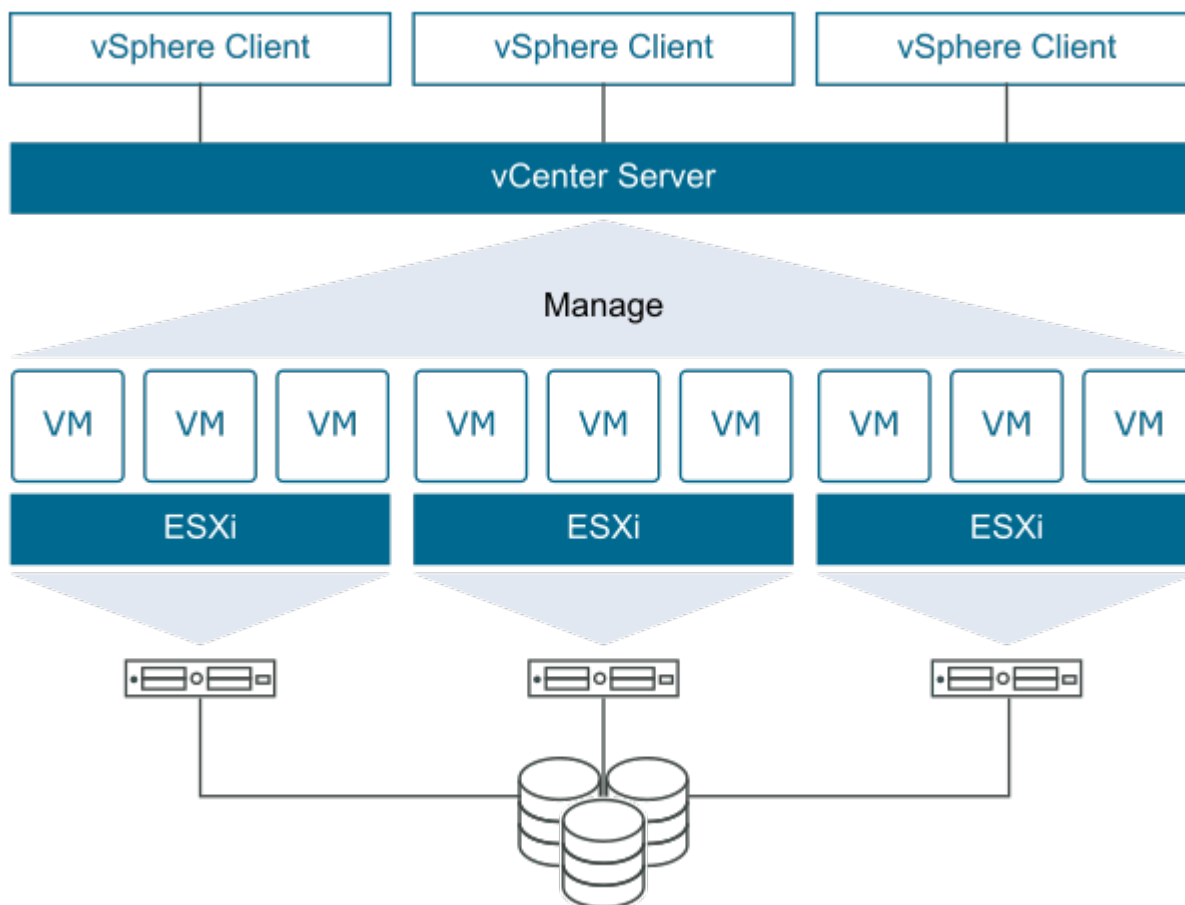 vSphere Client
vSphere Client
vSphere Client
vCenter Server
Manage
VM
VM
VM
VM
VM
VM
VM
VM
VM
ESXi
ESXi
ESXi